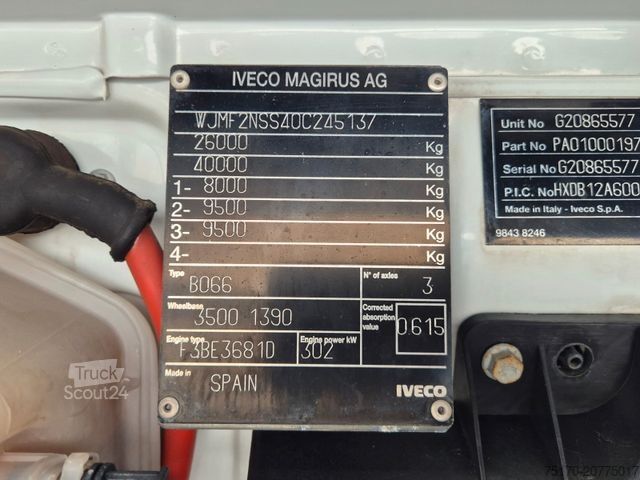 IVECO MAGIRUS AG
WJMF2NSS40C245137
26000 Kg
40000 Kg
1- 8000 Kg
2- 9500 Kg
3- 9500 Kg
4- Kg
Type B066 N° of axles 3
Wheelbase 3500 1390 Corrected absorption value 0.615
Engine type F3BE3681D Engine power kW 302
Made in SPAIN IVECO
Unit No G20865577
Part No PA01000197
Serial No G20865577
P.I.C. No HXDB12A600
Made in Italy - Iveco S.p.A.
9843 8246
Truck
Scout24
75170-20775017